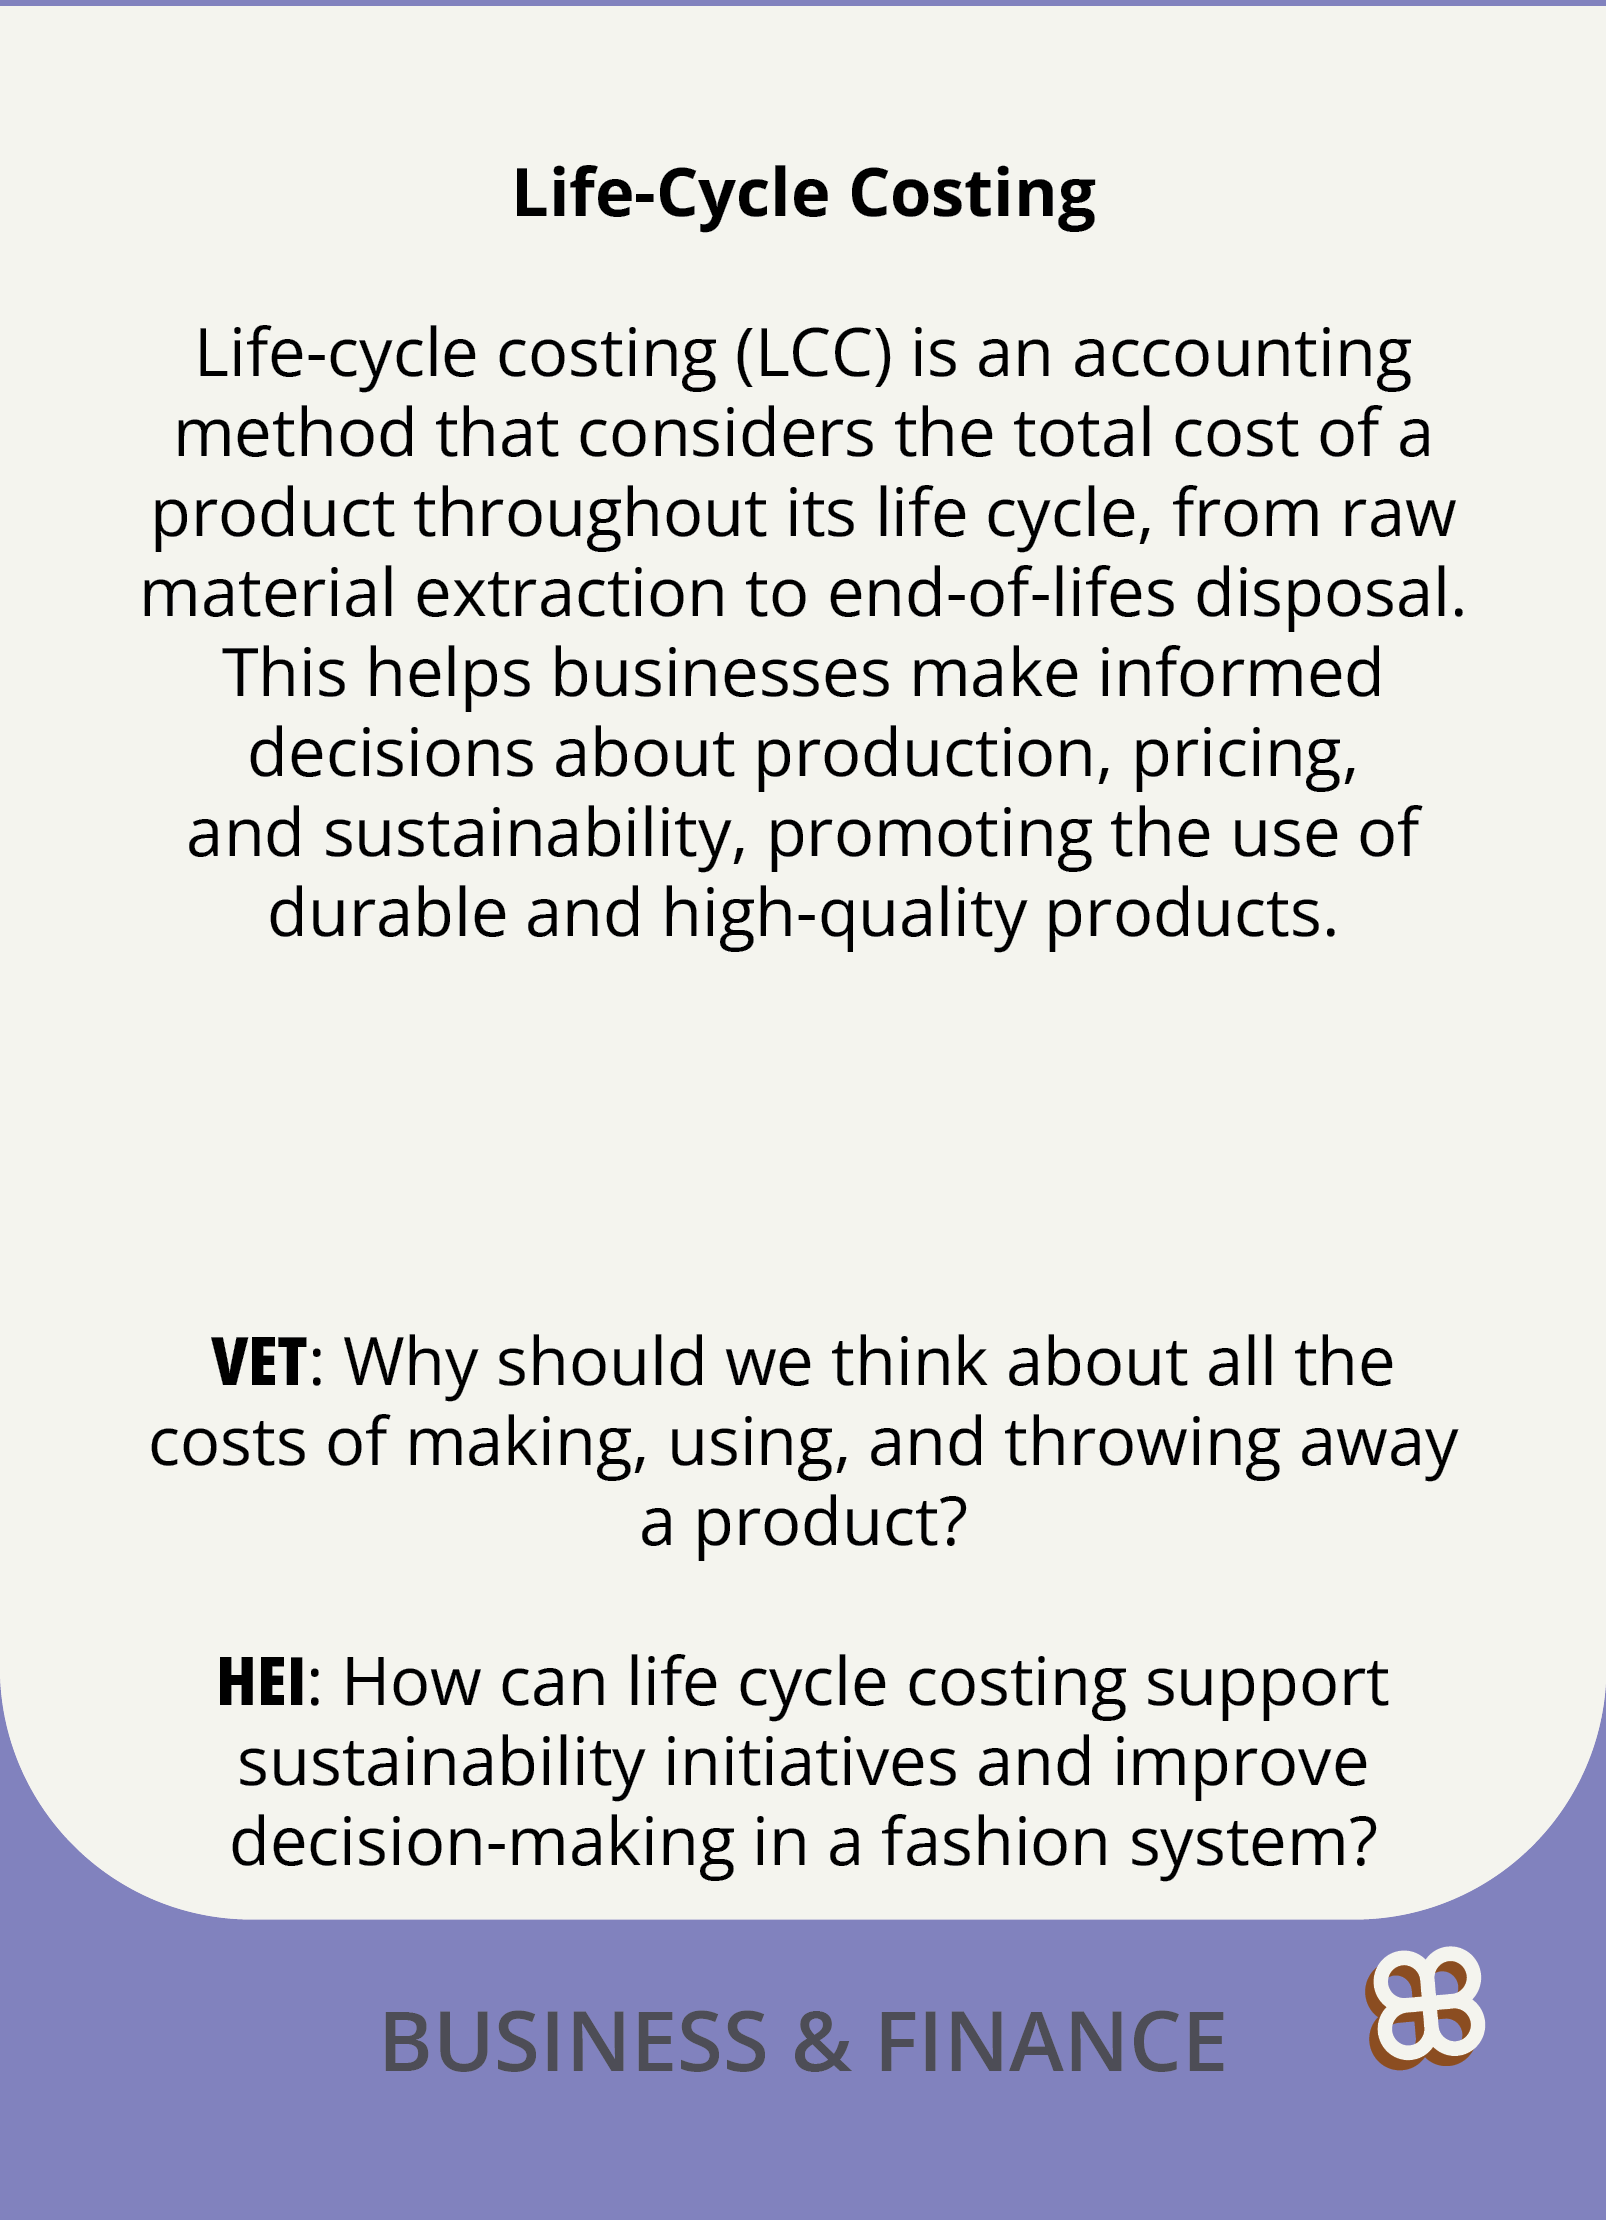 Life-Cycle Costing
Life-cycle costing (LCC) is an accounting
method that considers the total cost of a
product throughout its life cycle, from raw
material extraction to end-of-lifes disposal.
This helps businesses make informed
decisions about production, pricing,
and sustainability, promoting the use of
durable and high-quality products.
VET: Why should we think about all the
costs of making, using, and throwing away
a product?
HEI: How can life cycle costing support
sustainability initiatives and improve
decision-making in a fashion system?
BUSINESS & FINANCE